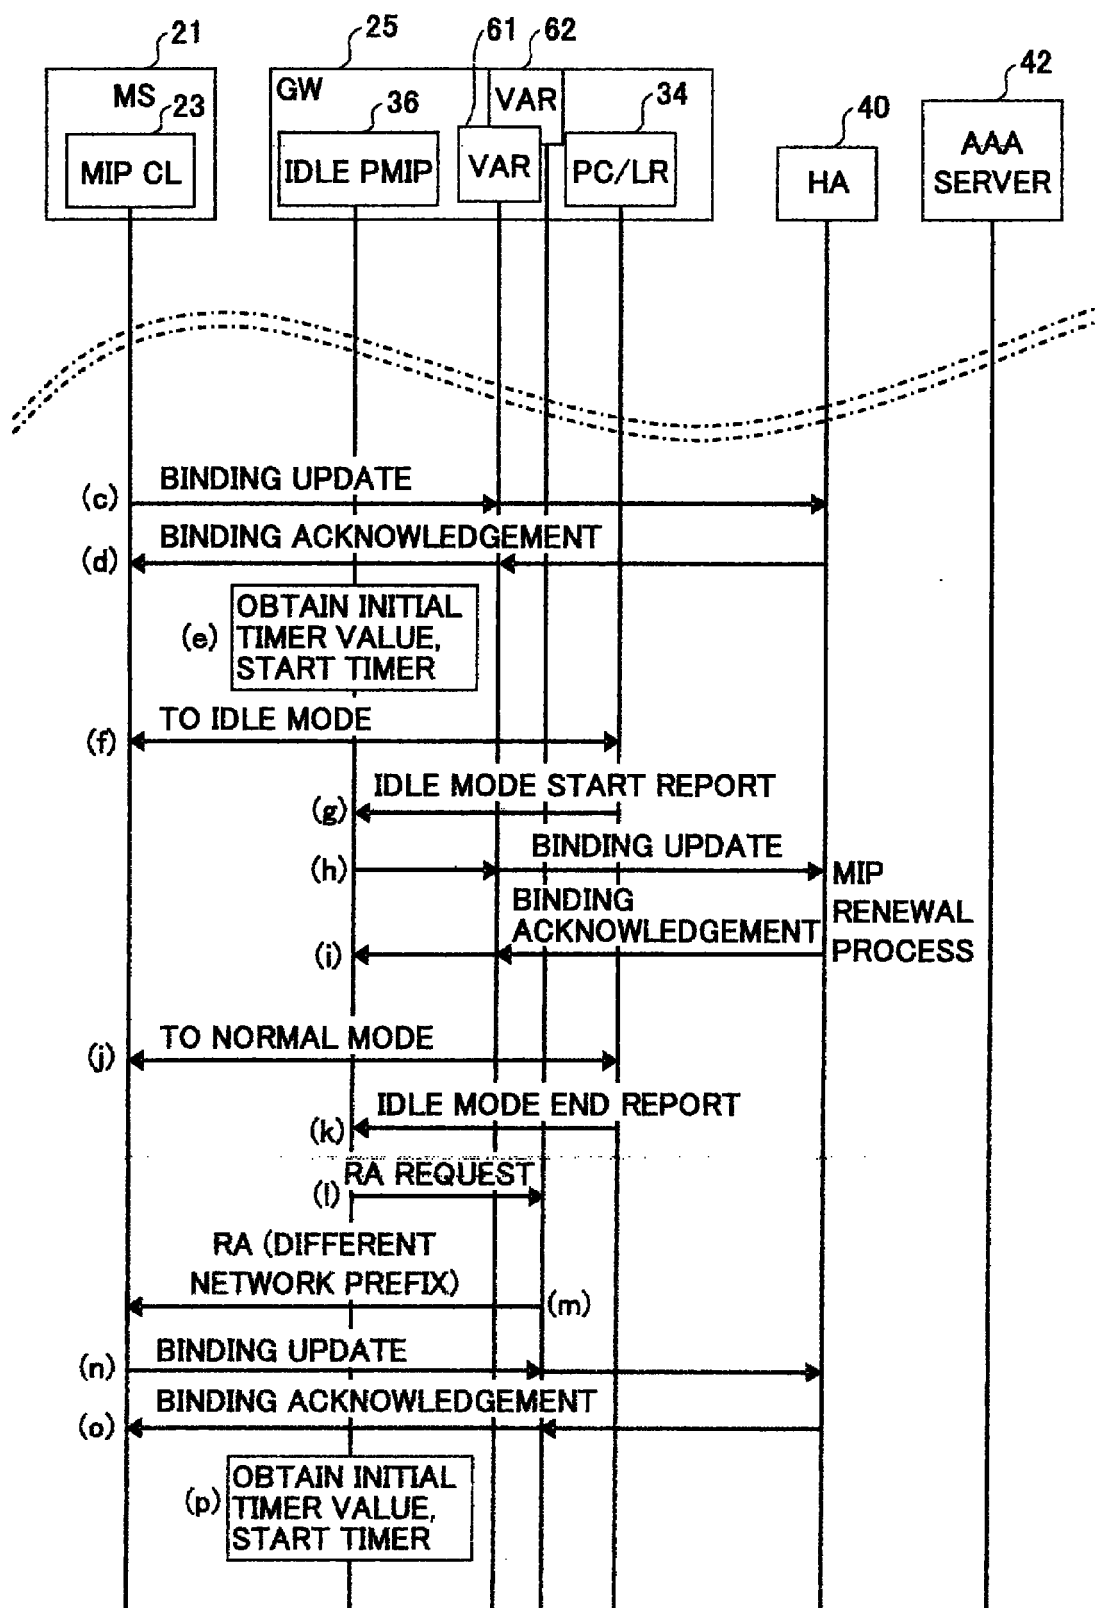 21
25
61
62
42
MS
GW
VAR
23
36
34
40
AAA
SERVER
MIP CL
IDLE PMIP
VAR
PC/LR
HA
BINDING UPDATE
(c)
BINDING ACKNOWLEDGEMENT
(d)
(e)
OBTAIN INITIAL
TIMER VALUE,
START TIMER
TO IDLE MODE
(f)
IDLE MODE START REPORT
(g)
BINDING UPDATE
(h)
MIP
RENEWAL
PROCESS
BINDING
ACKNOWLEDGEMENT
(i)
TO NORMAL MODE
(j)
IDLE MODE END REPORT
(k)
RA REQUEST
(l)
RA (DIFFERENT
NETWORK PREFIX)
(m)
BINDING UPDATE
(n)
BINDING ACKNOWLEDGEMENT
(o)
(p)
OBTAIN INITIAL
TIMER VALUE,
START TIMER